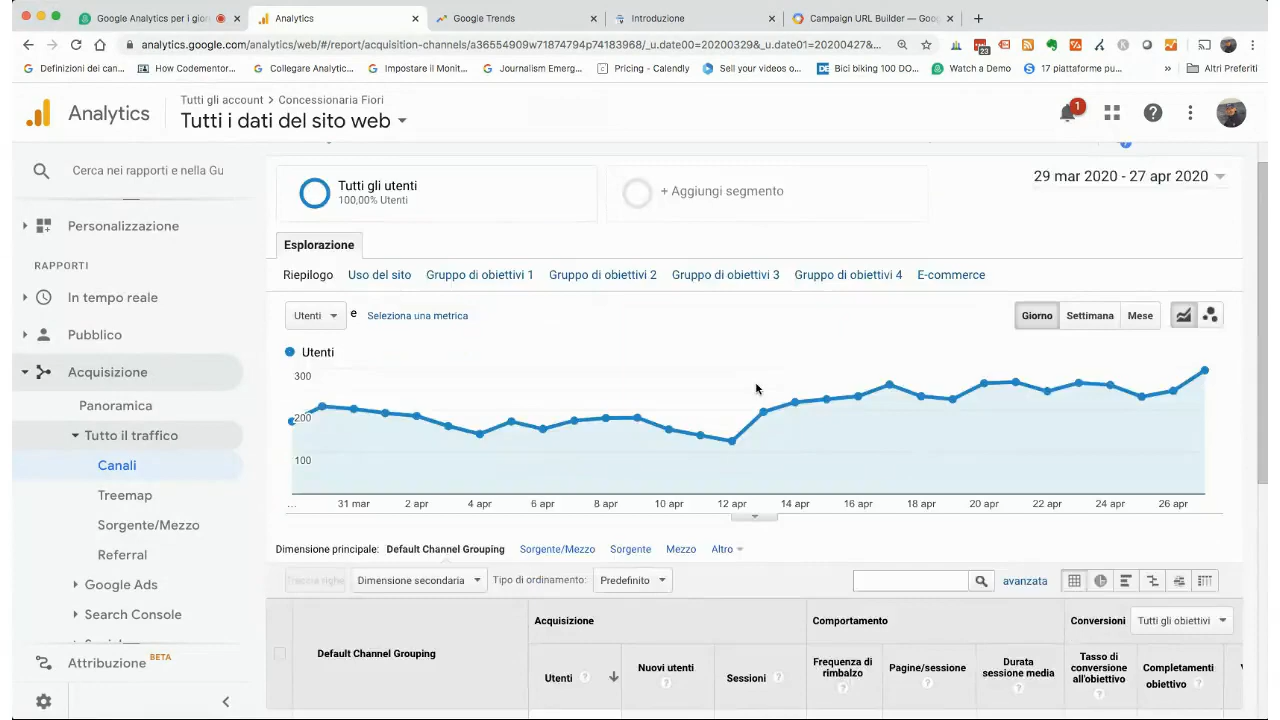 Google Analytics per i gior
Analytics
Google Trends
Introduzione
Campaign URL Builder — Goo
analytics.google.com/analytics/web/#/report/acquisition-channels/a36554909w71874794p74183968/_u.date00=20200329&_u.date01=20200427&...
23
Definizioni dei can...
How Codementor...
Collegare Analytic...
Impostare il Monit...
Journalism Emerg...
Pricing - Calendly
Sell your videos o...
Bici biking 100 DO...
Watch a Demo
17 piattaforme pu...
»
Altri Preferiti
Analytics
Tutti gli account > Concessionaria Fiori
Tutti i dati del sito web
1
Cerca nei rapporti e nella Gu
Personalizzazione
RAPPORTI
In tempo reale
Pubblico
Acquisizione
Panoramica
Tutto il traffico
Canali
Treemap
Sorgente/Mezzo
Referral
Google Ads
Search Console
Attribuzione BETA
Tutti gli utenti
100,00% Utenti
+ Aggiungi segmento
29 mar 2020 - 27 apr 2020
Esplorazione
Riepilogo
Uso del sito
Gruppo di obiettivi 1
Gruppo di obiettivi 2
Gruppo di obiettivi 3
Gruppo di obiettivi 4
E-commerce
Utenti
e
Seleziona una metrica
Giorno
Settimana
Mese
Utenti
300
200
100
...
31 mar
2 apr
4 apr
6 apr
8 apr
10 apr
12 apr
14 apr
16 apr
18 apr
20 apr
22 apr
24 apr
26 apr
Dimensione principale:
Default Channel Grouping
Sorgente/Mezzo
Sorgente
Mezzo
Altro
Traccia righe
Dimensione secondaria
Tipo di ordinamento:
Predefinito
avanzata
Default Channel Grouping
Acquisizione
Comportamento
Conversioni
Tutti gli obiettivi
Utenti
Nuovi utenti
Sessioni
Frequenza di
rimbalzo
Pagine/sessione
Durata
sessione media
Tasso di
conversione
all'obiettivo
Completamenti
obiettivo